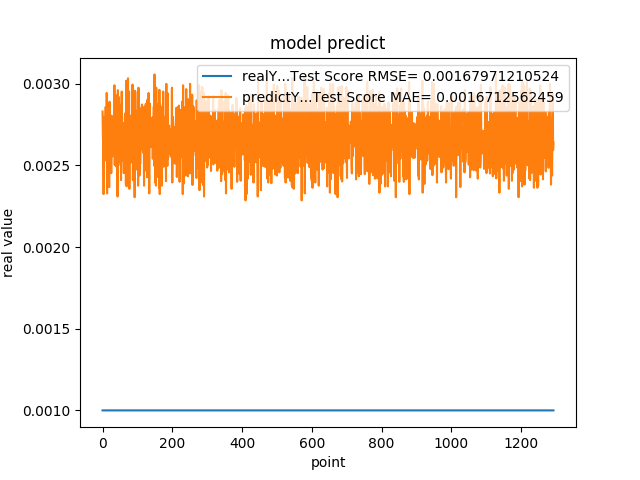 model predict
realY...Test Score RMSE= 0.00167971210524
predictY...Test Score MAE= 0.0016712562459
0.0030
0.0025
0.0020
0.0015
0.0010
real value
0 200 400 600 800 1000 1200
point